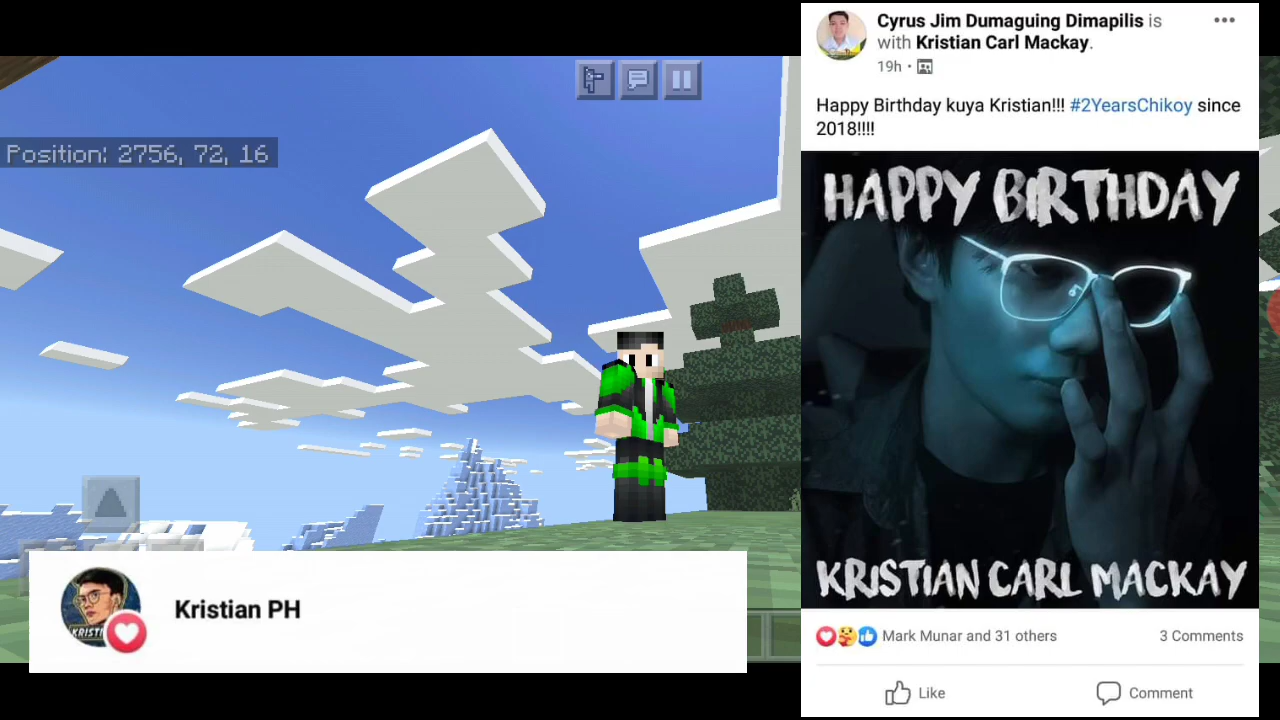 Position: 2756, 72, 16
Kristian PH
KRISTI
Cyrus Jim Dumaguing Dimapilis is
with Kristian Carl Mackay.
19h
Happy Birthday kuya Kristian!!! #2YearsChikoy since
2018!!!!
HAPPY BIRTHDAY
KRISTIAN CARL MACKAY
Mark Munar and 31 others
3 Comments
Like
Comment